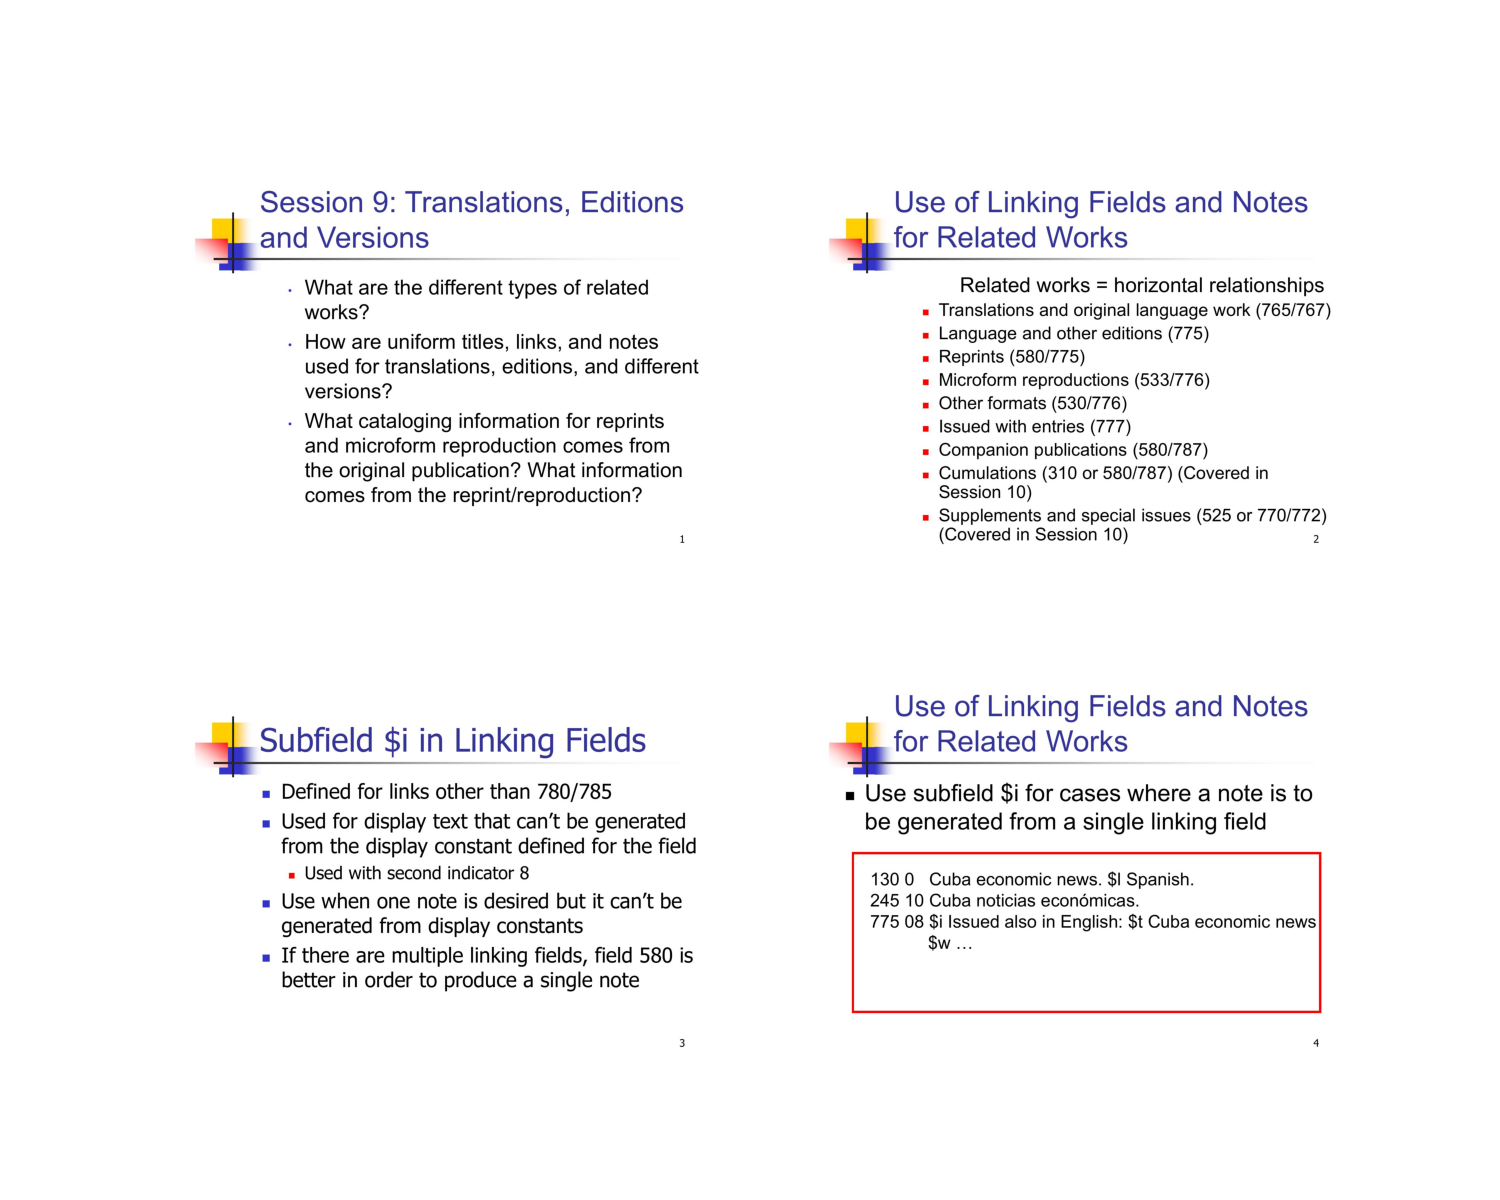 Session 9: Translations, Editions
and Versions
• What are the different types of related
works?
• How are uniform titles, links, and notes
used for translations, editions, and different
versions?
• What cataloging information for reprints
and microform reproduction comes from
the original publication? What information
comes from the reprint/reproduction?
1
Use of Linking Fields and Notes
for Related Works
Related works = horizontal relationships
■ Translations and original language work (765/767)
■ Language and other editions (775)
■ Reprints (580/775)
■ Microform reproductions (533/776)
■ Other formats (530/776)
■ Issued with entries (777)
■ Companion publications (580/787)
■ Cumulations (310 or 580/787) (Covered in
Session 10)
■ Supplements and special issues (525 or 770/772)
(Covered in Session 10)
2
Subfield $i in Linking Fields
■ Defined for links other than 780/785
■ Used for display text that can’t be generated
from the display constant defined for the field
■ Used with second indicator 8
■ Use when one note is desired but it can’t be
generated from display constants
■ If there are multiple linking fields, field 580 is
better in order to produce a single note
3
Use of Linking Fields and Notes
for Related Works
■ Use subfield $i for cases where a note is to
be generated from a single linking field
130 0 Cuba economic news. $l Spanish.
245 10 Cuba noticias económicas.
775 08 $i Issued also in English: $t Cuba economic news
$w …
4